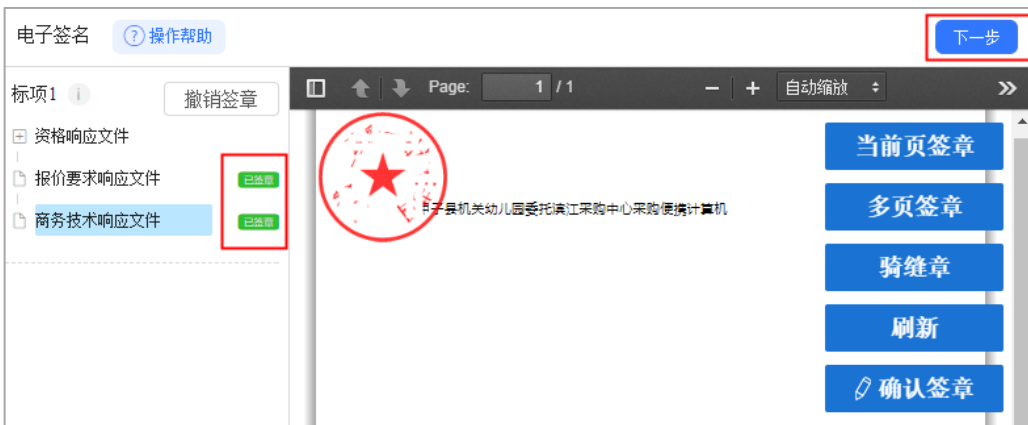 电子签名 ? 操作帮助
下一步
标项1 i
撤销签章
资格响应文件
报价要求响应文件 已签章
商务技术响应文件 已签章
Page: 1 / 1
自动缩放
子县机关幼儿园委托滨江采购中心采购便携计算机
当前页签章
多页签章
骑缝章
刷新
确认签章